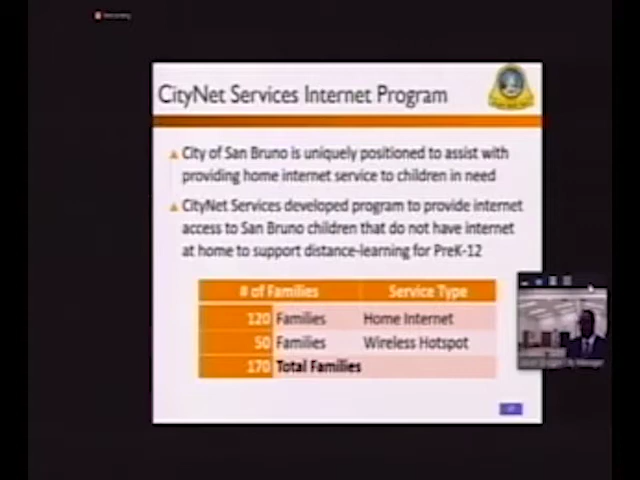 CityNet Services Internet Program
▲ City of San Bruno is uniquely positioned to assist with
providing home internet service to children in need
▲ CityNet Services developed program to provide internet
access to San Bruno children that do not have internet
at home to support distance-learning for PreK-12
# of Families Service Type
120 Families Home Internet
50 Families Wireless Hotspot
170 Total Families